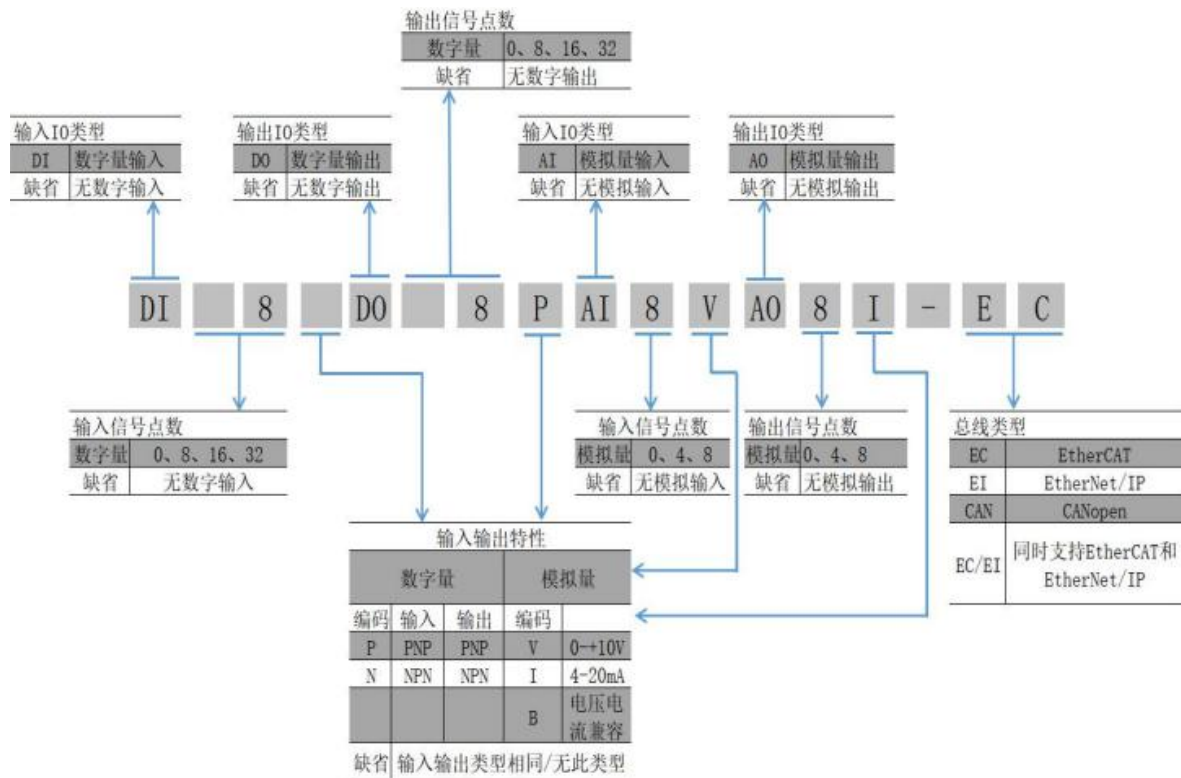 输出信号点数
数字量 0、8、16、32
缺省 无数字输出
输入IO类型
DI 数字量输入
缺省 无数字输入
输出IO类型
DO 数字量输出
缺省 无数字输出
输入IO类型
AI 模拟量输入
缺省 无模拟输入
输出IO类型
AO 模拟量输出
缺省 无模拟输出
DI 8 DO 8 P AI 8 V AO 8 I - E C
输入信号点数
数字量 0、8、16、32
缺省 无数字输入
输入信号点数
模拟量 0、4、8
缺省 无模拟输入
输出信号点数
模拟量 0、4、8
缺省 无模拟输出
总线类型
EC EtherCAT
EI EtherNet/IP
CAN CANopen
EC/EI 同时支持EtherCAT和
EtherNet/IP
输入输出特性
数字量 模拟量
编码 输入 输出 编码
P PNP PNP V 0-+10V
N NPN NPN I 4-20mA
B 电压电
流兼容
缺省 输入输出类型相同/无此类型